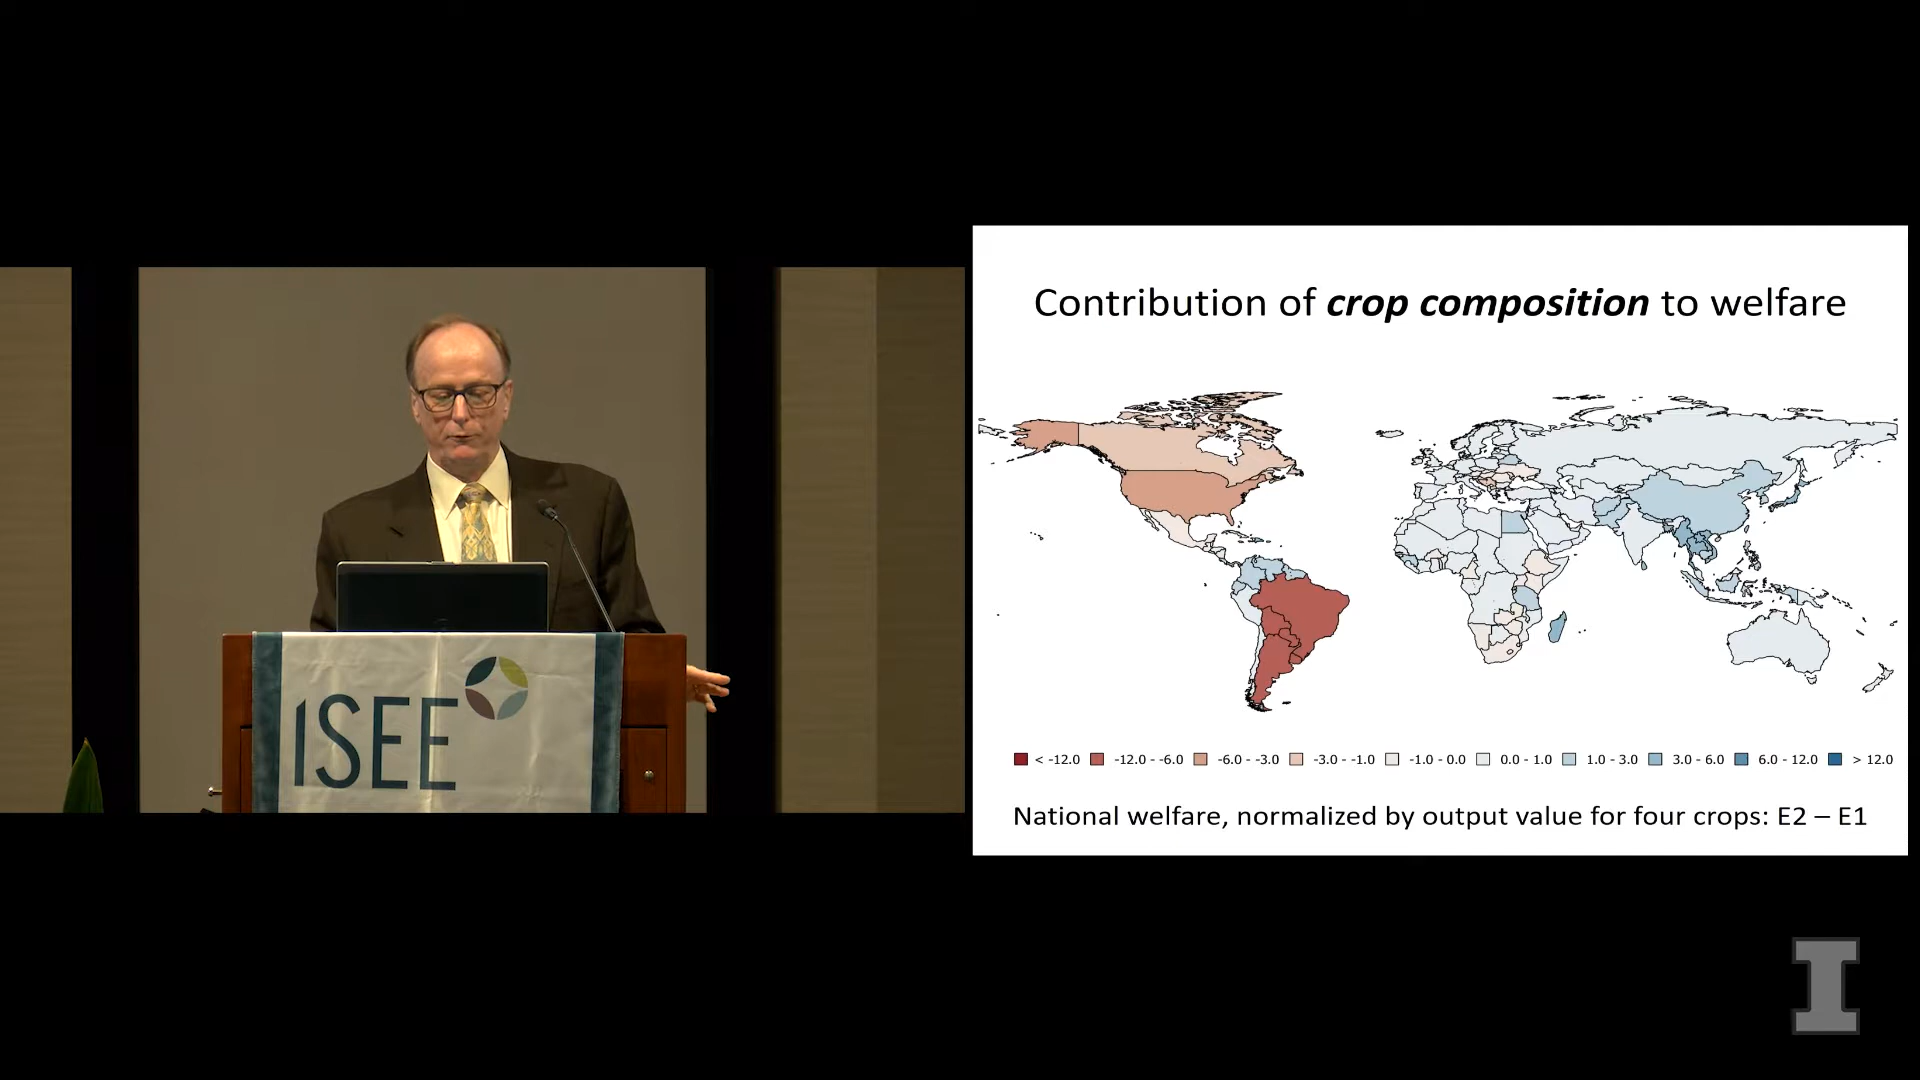 Contribution of crop composition to welfare
< -12.0 -12.0 - -6.0 -6.0 - -3.0 -3.0 - -1.0 -1.0 - 0.0 0.0 - 1.0 1.0 - 3.0 3.0 - 6.0 6.0 - 12.0 > 12.0
National welfare, normalized by output value for four crops: E2 – E1
iSEE
I